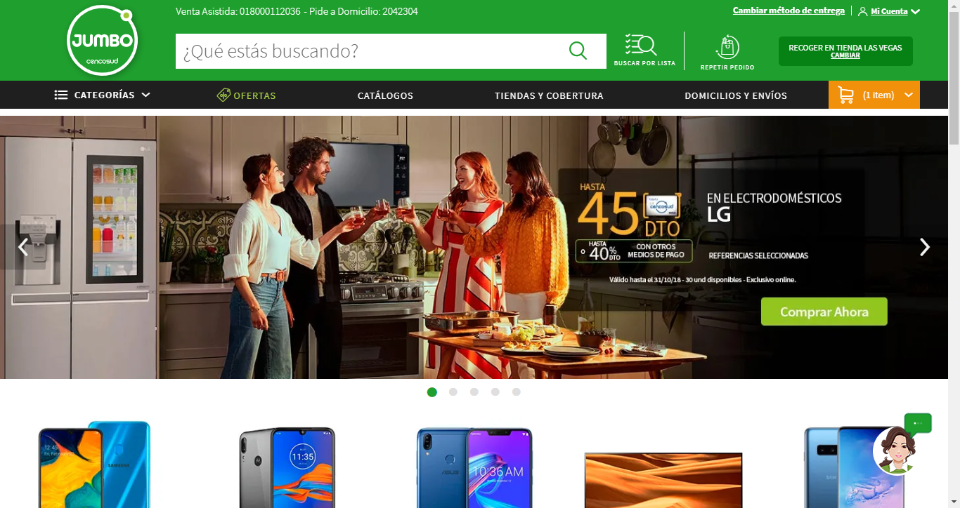 Venta Asistida: 018000112036 - Pide a Domicilio: 2042304
Cambiar método de entrega
Mi Cuenta
JUMBO
cencosud
¿Qué estás buscando?
BUSCAR POR LISTA
REPETIR PEDIDO
RECOGER EN TIENDA LAS VEGAS
CAMBIAR
CATEGORÍAS
OFERTAS
CATÁLOGOS
TIENDAS Y COBERTURA
DOMICILIOS Y ENVÍOS
(1 item)
HASTA
45% DTO
cencosud
EN ELECTRODOMÉSTICOS
LG
o HASTA 40% DTO CON OTROS MEDIOS DE PAGO
REFERENCIAS SELECCIONADAS
Válido hasta el 31/10/18 - 30 und disponibles - Exclusivo online.
Comprar Ahora
11:35
10:36 AM